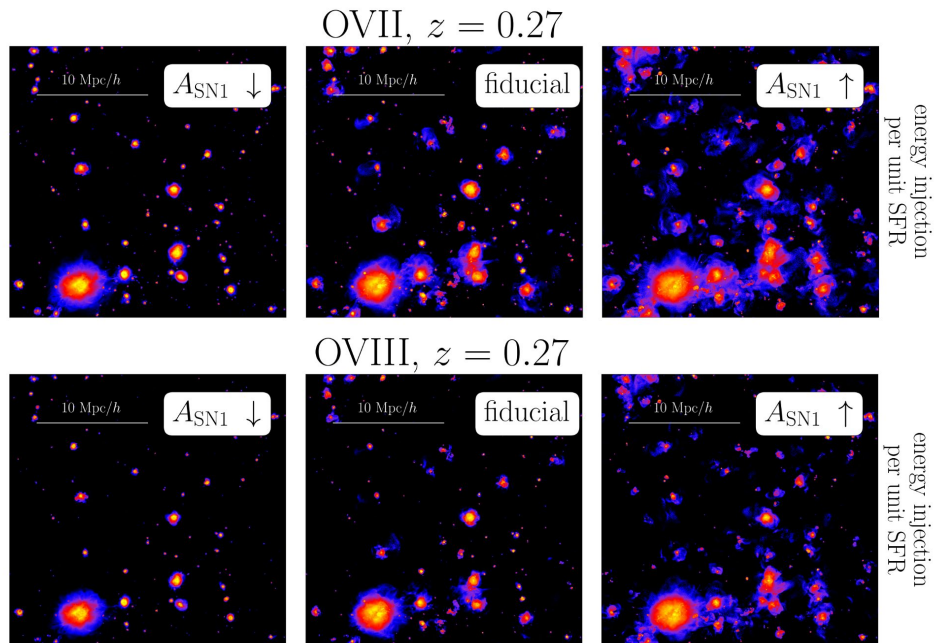 OVII, z = 0.27
10 Mpc/h
A_SN1 ↓
10 Mpc/h
fiducial
10 Mpc/h
A_SN1 ↑
energy injection
per unit SFR
OVIII, z = 0.27
10 Mpc/h
A_SN1 ↓
10 Mpc/h
fiducial
10 Mpc/h
A_SN1 ↑
energy injection
per unit SFR